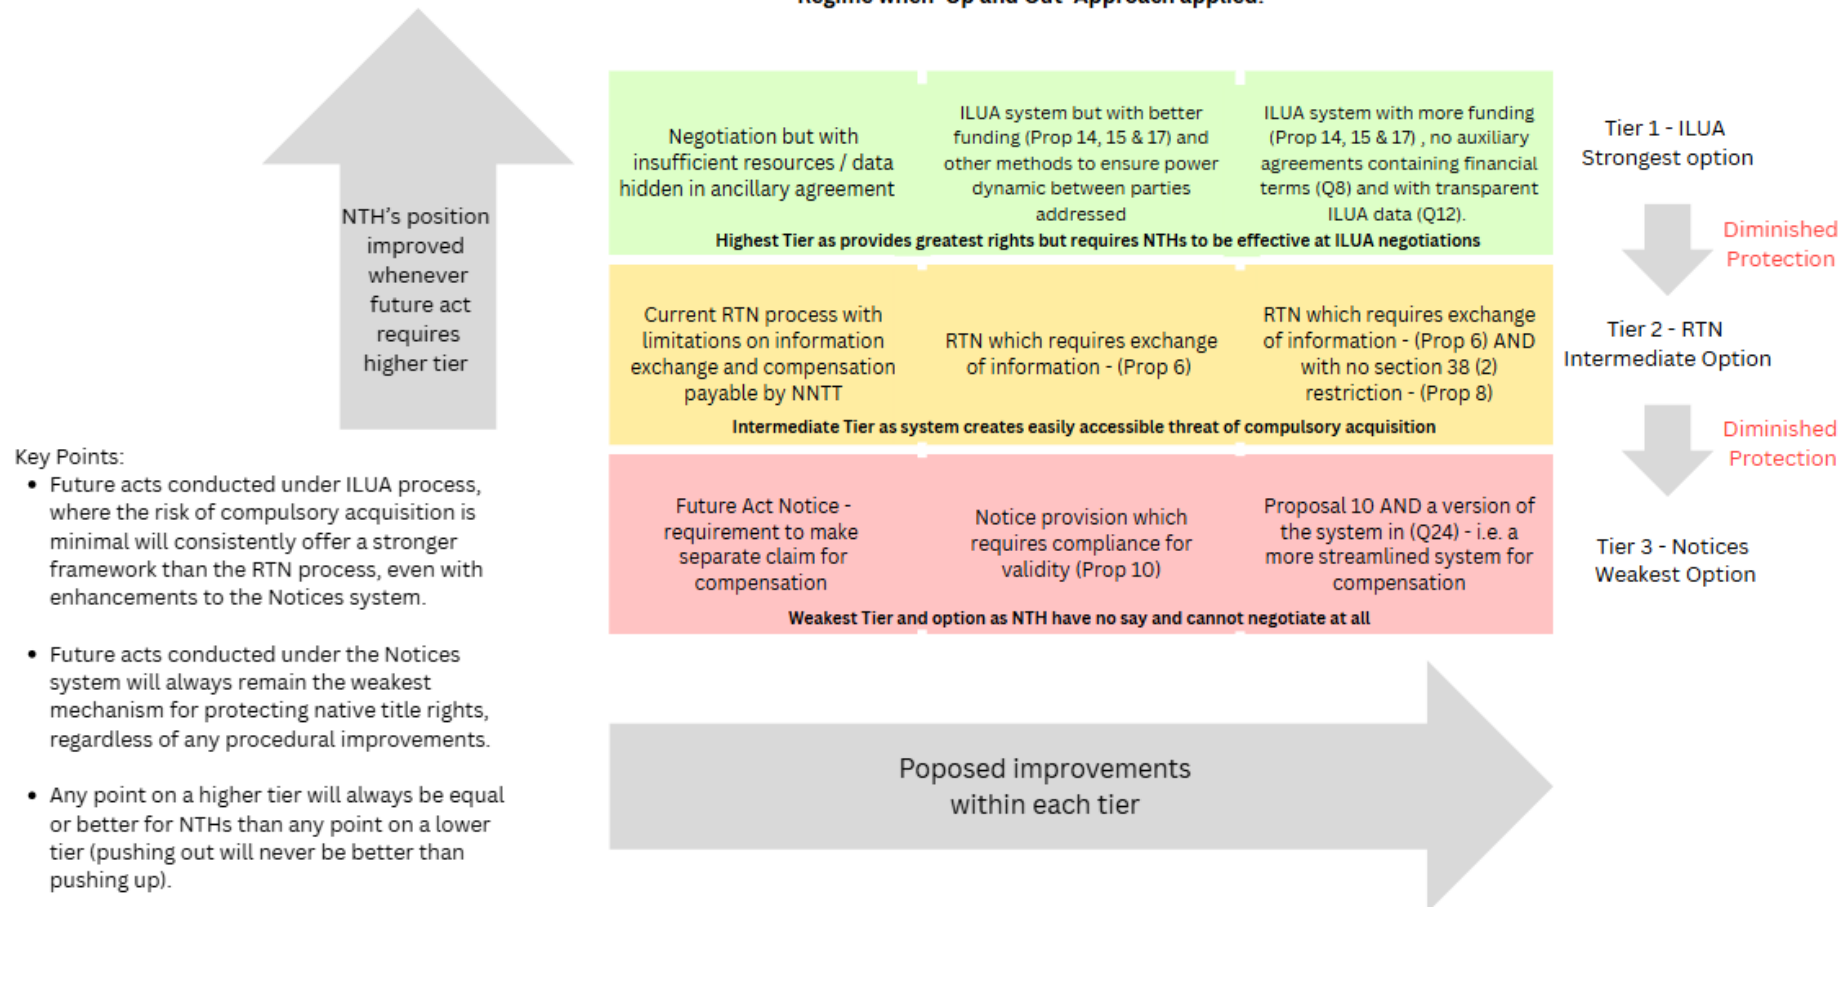 Regime when 'Up and Out' Approach applied:
NTH's position
improved
whenever
future act
requires
higher tier
Negotiation but with
insufficient resources / data
hidden in ancillary agreement
ILUA system but with better
funding (Prop 14, 15 & 17) and
other methods to ensure power
dynamic between parties
addressed
ILUA system with more funding
(Prop 14, 15 & 17) , no auxiliary
agreements containing financial
terms (Q8) and with transparent
ILUA data (Q12).
Highest Tier as provides greatest rights but requires NTHs to be effective at ILUA negotiations
Tier 1 - ILUA
Strongest option
Diminished
Protection
Current RTN process with
limitations on information
exchange and compensation
payable by NNTT
RTN which requires exchange
of information - (Prop 6)
RTN which requires exchange
of information - (Prop 6) AND
with no section 38 (2)
restriction - (Prop 8)
Intermediate Tier as system creates easily accessible threat of compulsory acquisition
Tier 2 - RTN
Intermediate Option
Diminished
Protection
Future Act Notice -
requirement to make
separate claim for
compensation
Notice provision which
requires compliance for
validity (Prop 10)
Proposal 10 AND a version of
the system in (Q24) - i.e. a
more streamlined system for
compensation
Weakest Tier and option as NTH have no say and cannot negotiate at all
Tier 3 - Notices
Weakest Option
Key Points:
• Future acts conducted under ILUA process,
where the risk of compulsory acquisition is
minimal will consistently offer a stronger
framework than the RTN process, even with
enhancements to the Notices system.
• Future acts conducted under the Notices
system will always remain the weakest
mechanism for protecting native title rights,
regardless of any procedural improvements.
• Any point on a higher tier will always be equal
or better for NTHs than any point on a lower
tier (pushing out will never be better than
pushing up).
Poposed improvements
within each tier